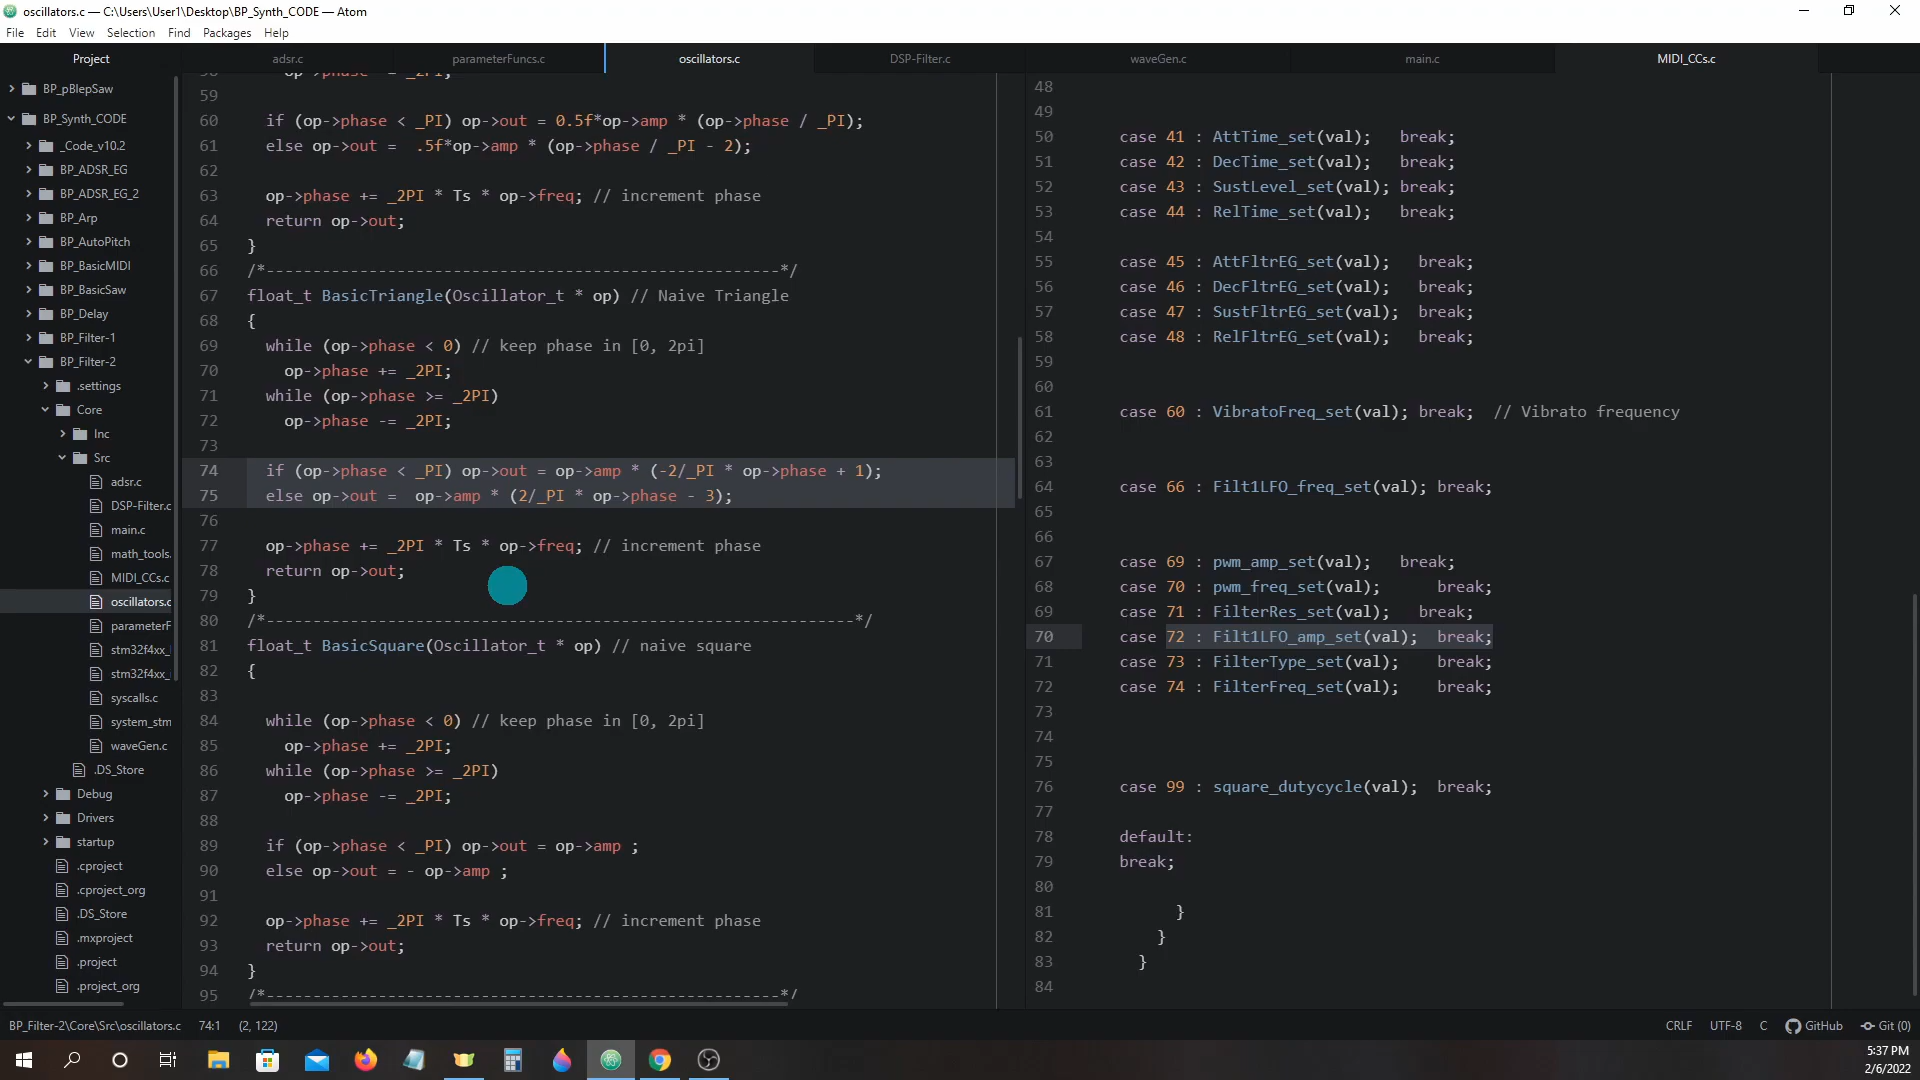 oscillators.c — C:\Users\User1\Desktop\BP_Synth_CODE — Atom
File Edit View Selection Find Packages Help
Project
adsr.c parameterFuncs.c oscillators.c DSP-Filter.c waveGen.c main.c MIDI_CCs.c
BP_pBlepSaw
BP_Synth_CODE
_Code_v10.2
BP_ADSR_EG
BP_ADSR_EG_2
BP_Arp
BP_AutoPitch
BP_BasicMIDI
BP_BasicSaw
BP_Delay
BP_Filter-1
BP_Filter-2
.settings
Core
Inc
Src
adsr.c
DSP-Filter.c
main.c
math_tools.
MIDI_CCs.c
oscillators.c
parameterF
stm32f4xx_
stm32f4xx_
syscalls.c
system_stm
waveGen.c
.DS_Store
Debug
Drivers
startup
.cproject
.cproject_org
.DS_Store
.mxproject
.project
.project_org
op->phase += _2PI;
59
60 if (op->phase < _PI) op->out = 0.5f*op->amp * (op->phase / _PI);
61 else op->out =  .5f*op->amp * (op->phase / _PI - 2);
62
63 op->phase += _2PI * Ts * op->freq; // increment phase
64 return op->out;
65 }
66 /*-------------------------------------------------------*/
67 float_t BasicTriangle(Oscillator_t * op) // Naive Triangle
68 {
69 while (op->phase < 0) // keep phase in [0, 2pi]
70 op->phase += _2PI;
71 while (op->phase >= _2PI)
72 op->phase -= _2PI;
73
74 if (op->phase < _PI) op->out = op->amp * (-2/_PI * op->phase + 1);
75 else op->out =  op->amp * (2/_PI * op->phase - 3);
76
77 op->phase += _2PI * Ts * op->freq; // increment phase
78 return op->out;
79 }
80 /*---------------------------------------------------------------*/
81 float_t BasicSquare(Oscillator_t * op) // naive square
82 {
83
84 while (op->phase < 0) // keep phase in [0, 2pi]
85 op->phase += _2PI;
86 while (op->phase >= _2PI)
87 op->phase -= _2PI;
88
89 if (op->phase < _PI) op->out = op->amp ;
90 else op->out = - op->amp ;
91
92 op->phase += _2PI * Ts * op->freq; // increment phase
93 return op->out;
94 }
95 /*-------------------------------------------------------*/
48
49
50 case 41 : AttTime_set(val);   break;
51 case 42 : DecTime_set(val);   break;
52 case 43 : SustLevel_set(val); break;
53 case 44 : RelTime_set(val);   break;
54
55 case 45 : AttFltrEG_set(val);   break;
56 case 46 : DecFltrEG_set(val);   break;
57 case 47 : SustFltrEG_set(val);  break;
58 case 48 : RelFltrEG_set(val);   break;
59
60
61 case 60 : VibratoFreq_set(val); break;  // Vibrato frequency
62
63
64 case 66 : Filt1LFO_freq_set(val); break;
65
66
67 case 69 : pwm_amp_set(val);   break;
68 case 70 : pwm_freq_set(val);      break;
69 case 71 : FilterRes_set(val);   break;
70 case 72 : Filt1LFO_amp_set(val);  break;
71 case 73 : FilterType_set(val);    break;
72 case 74 : FilterFreq_set(val);    break;
73
74
75
76 case 99 : square_dutycycle(val);  break;
77
78 default:
79 break;
80
81 }
82 }
83 }
84
BP_Filter-2\Core\Src\oscillators.c 74:1 (2, 122) CRLF UTF-8 C GitHub Git (0)
5:37 PM
2/6/2022